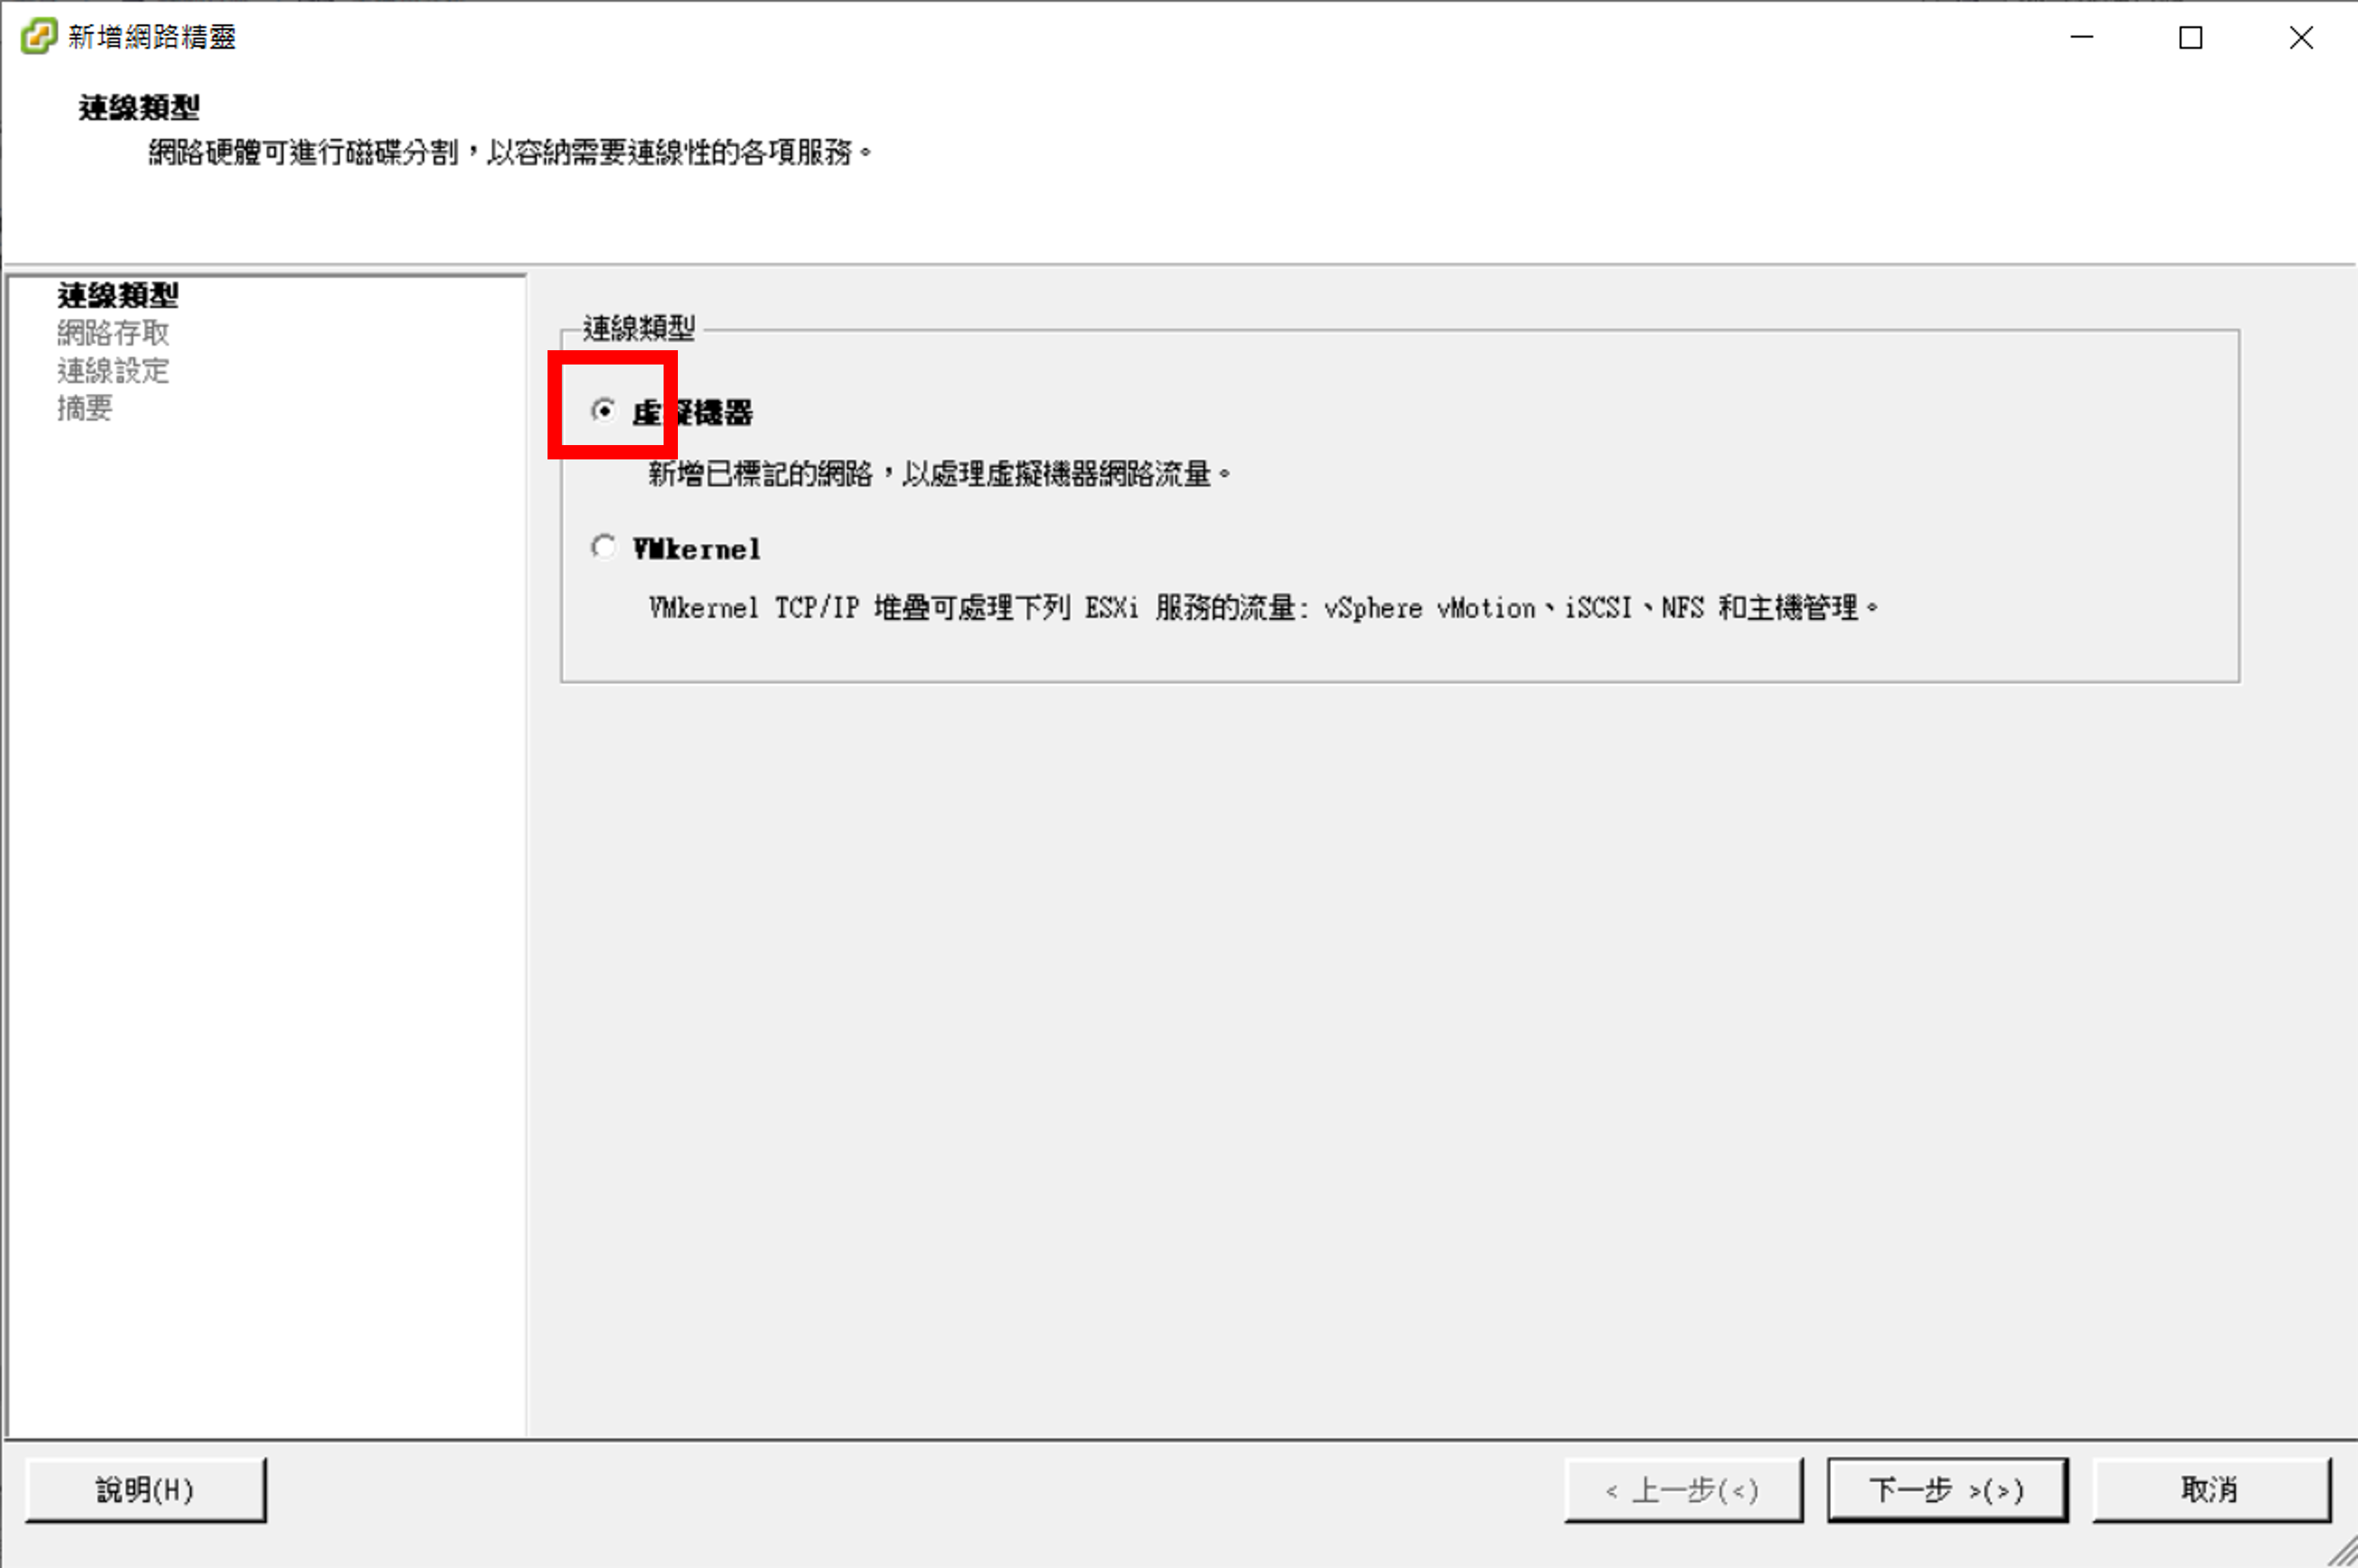 新增網路精靈
連線類型
網路硬體可進行磁碟分割，以容納需要連線性的各項服務。
連線類型
網路存取
連線設定
摘要
連線類型
虛擬機器
新增已標記的網路，以處理虛擬機器網路流量。
VMkernel
VMkernel TCP/IP 堆疊可處理下列 ESXi 服務的流量: vSphere vMotion、iSCSI、NFS 和主機管理。
說明(H)
< 上一步(<)
下一步 >(>)
取消